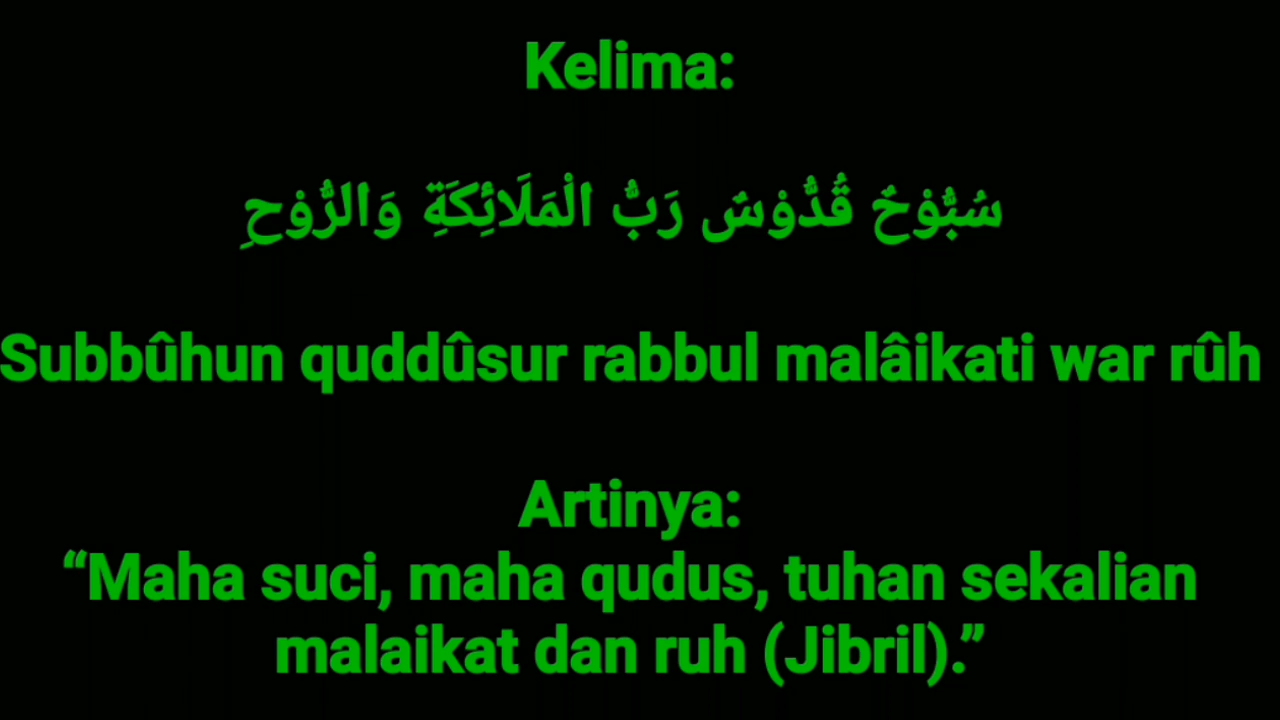 Kelima:
سُبُّوْحٌ قُدُّوْسٌ رَبُّ الْمَلَائِكَةِ وَالرُّوْحِ
Subbûhun quddûsur rabbul malâikati war rûh
Artinya:
“Maha suci, maha qudus, tuhan sekalian
malaikat dan ruh (Jibril).”